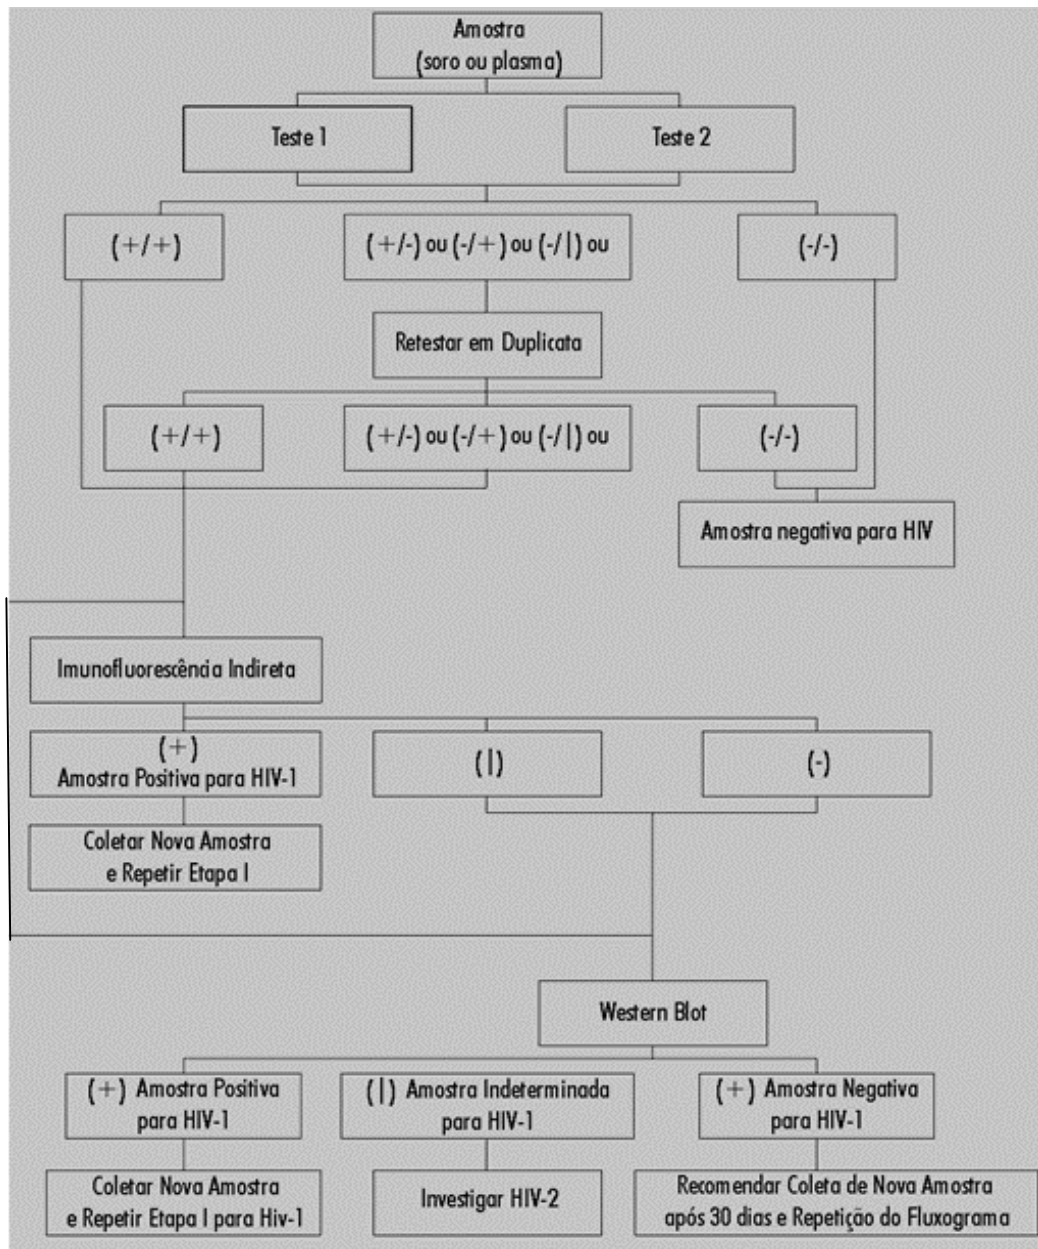 Amostra
(soro ou plasma)
Teste 1
Teste 2
(+/+)
(+/-) ou (-/+) ou (-/|) ou
(-/-)
Retestar em Duplicata
(+/+)
(+/-) ou (-/+) ou (-/|) ou
(-/-)
Amostra negativa para HIV
Imunofluorescência Indireta
(+)
Amostra Positiva para HIV-1
(|)
(-)
Coletar Nova Amostra
e Repetir Etapa I
Western Blot
(+) Amostra Positiva
para HIV-1
(|) Amostra Indeterminada
para HIV-1
(+) Amostra Negativa
para HIV-1
Coletar Nova Amostra
e Repetir Etapa I para Hiv-1
Investigar HIV-2
Recomendar Coleta de Nova Amostra
após 30 dias e Repetição do Fluxograma